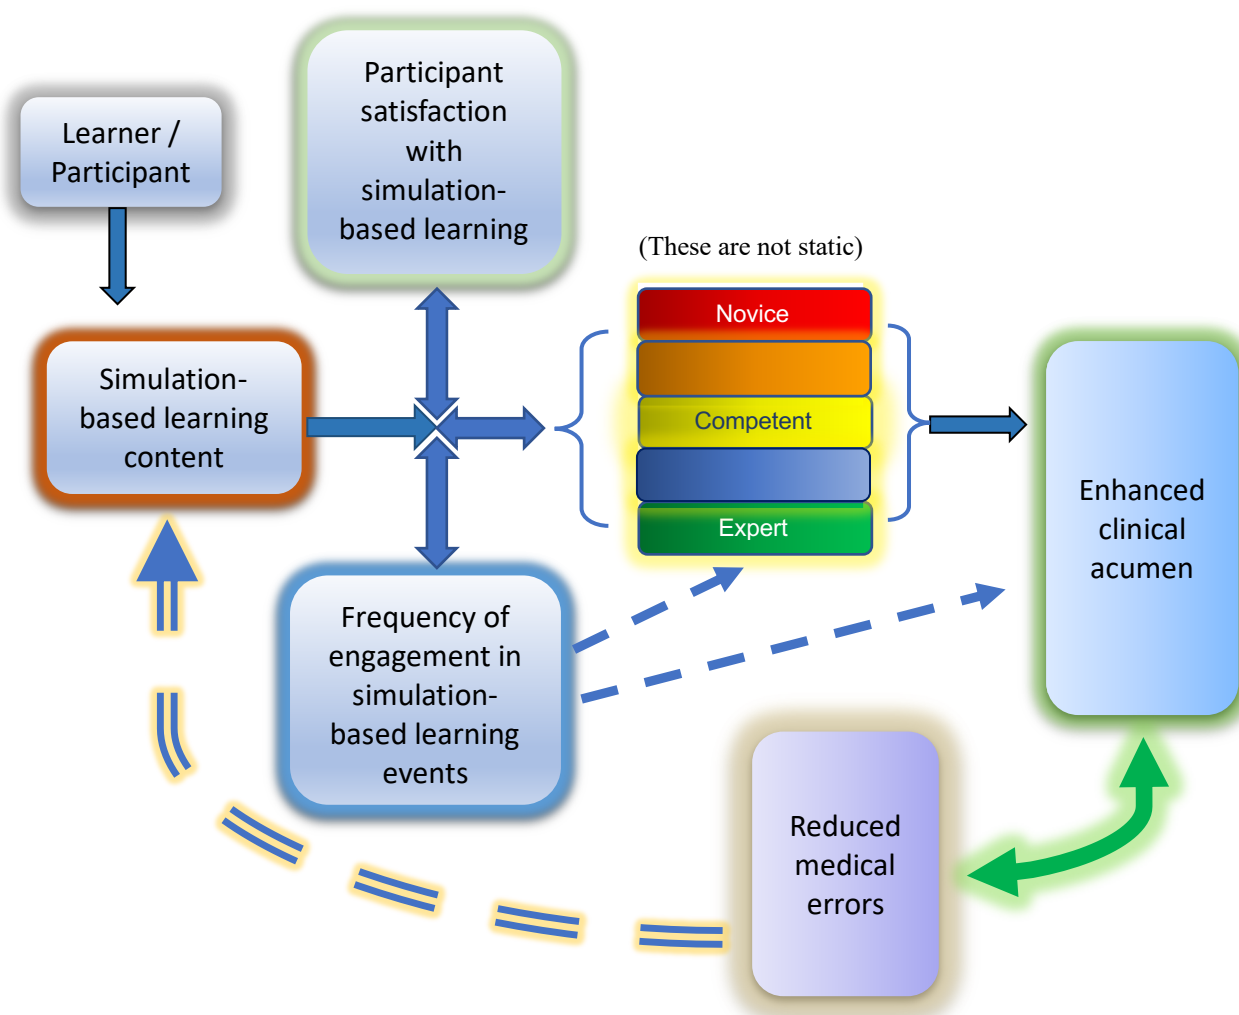 Learner /
Participant
Participant
satisfaction
with
simulation-
based learning
(These are not static)
Novice
Competent
Expert
Simulation-
based learning
content
Frequency of
engagement in
simulation-
based learning
events
Enhanced
clinical
acumen
Reduced
medical
errors